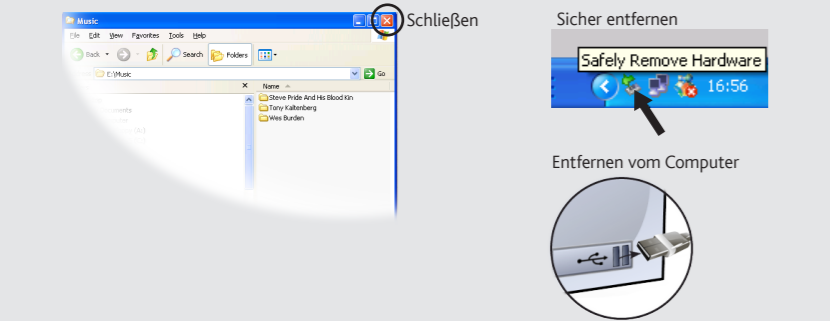 Music
Schließen
File Edit View Favorites Tools Help
Back Search Folders
E:\Music Go
Name
Steve Pride And His Blood Kin
Tony Kaltenberg
Wes Burden
Sicher entfernen
Safely Remove Hardware
16:56
Entfernen vom Computer